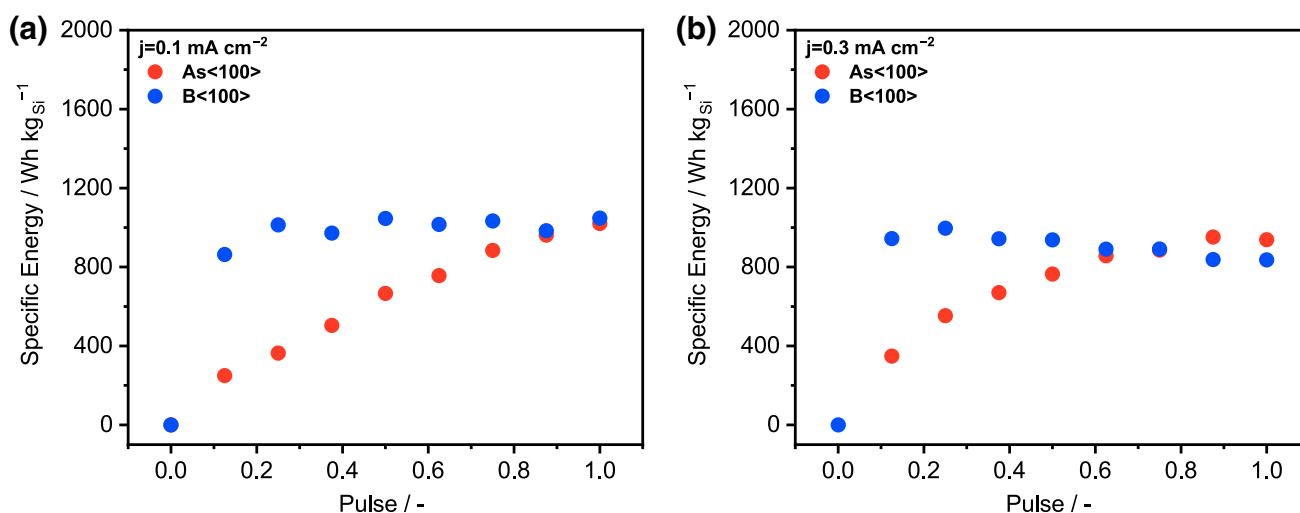 (a)
j=0.1 mA cm⁻²
As<100>
B<100>
2000
1600
1200
800
400
0
Specific Energy / Wh kg_Si⁻¹
0.0 0.2 0.4 0.6 0.8 1.0
Pulse / -
(b)
j=0.3 mA cm⁻²
As<100>
B<100>
2000
1600
1200
800
400
0
Specific Energy / Wh kg_Si⁻¹
0.0 0.2 0.4 0.6 0.8 1.0
Pulse / -